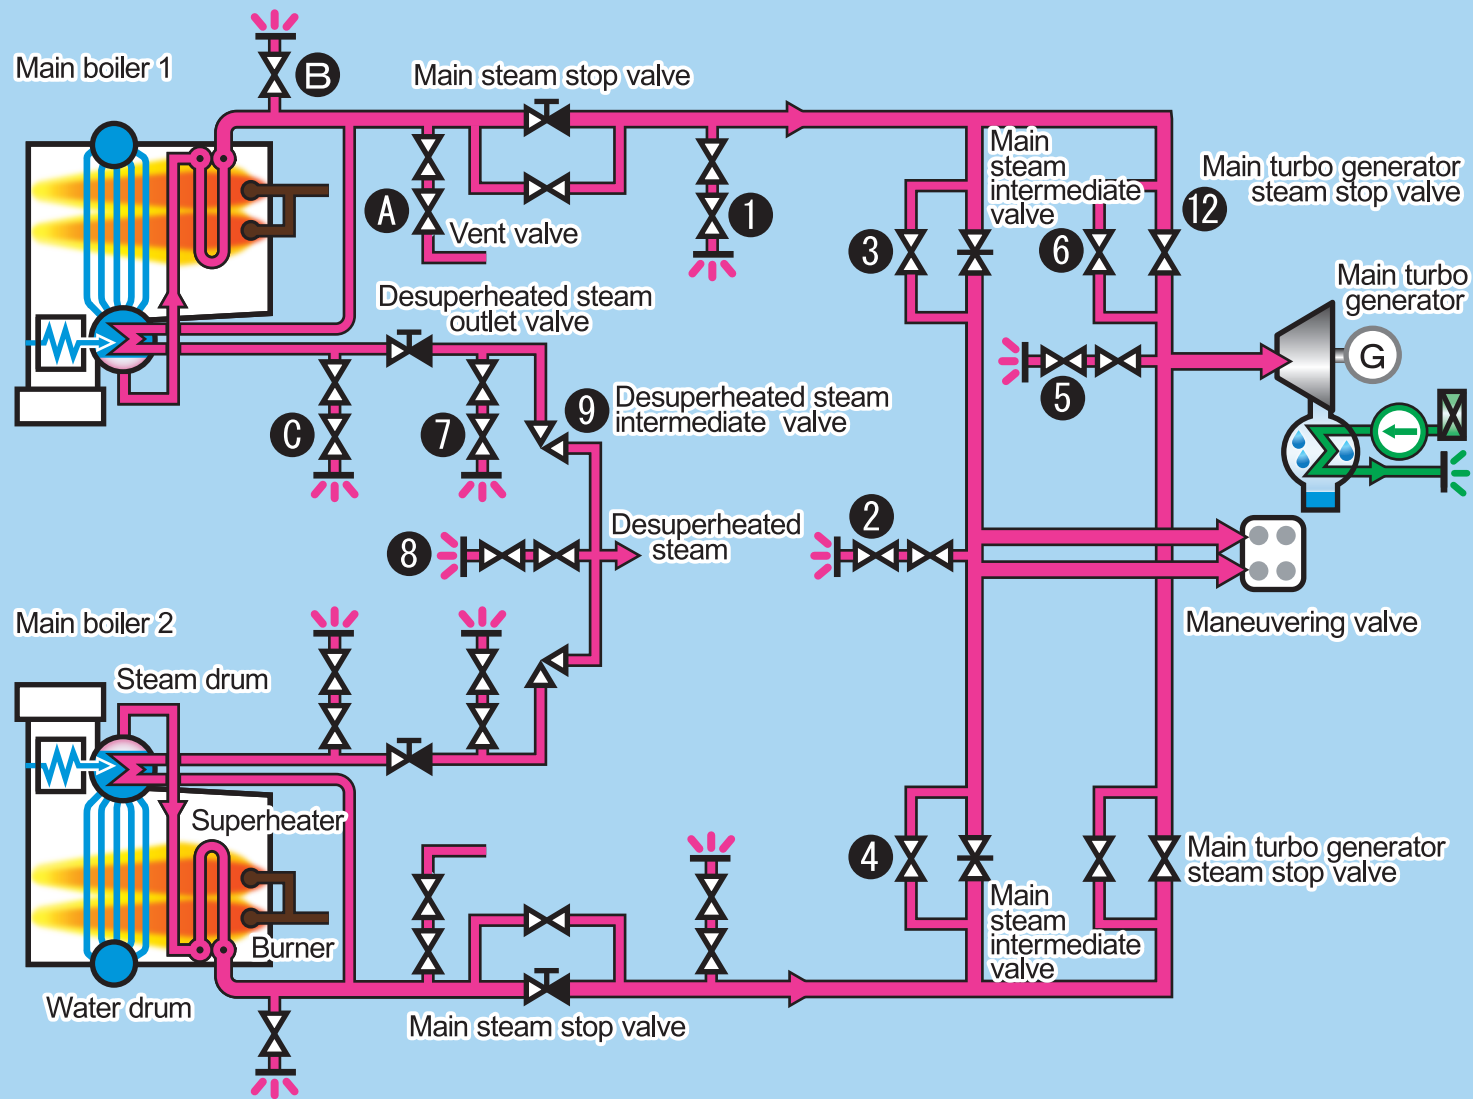 B
Main boiler 1
Main steam stop valve
A
Vent valve
1
Main
steam
intermediate
valve
3
6
12
Main turbo generator
steam stop valve
Main turbo
generator
G
Desuperheated steam
outlet valve
5
9
Desuperheated steam
intermediate valve
C
7
8
Desuperheated
steam
2
Main boiler 2
Maneuvering valve
Steam drum
Superheater
4
Main turbo generator
steam stop valve
Main
steam
intermediate
valve
Burner
Water drum
Main steam stop valve